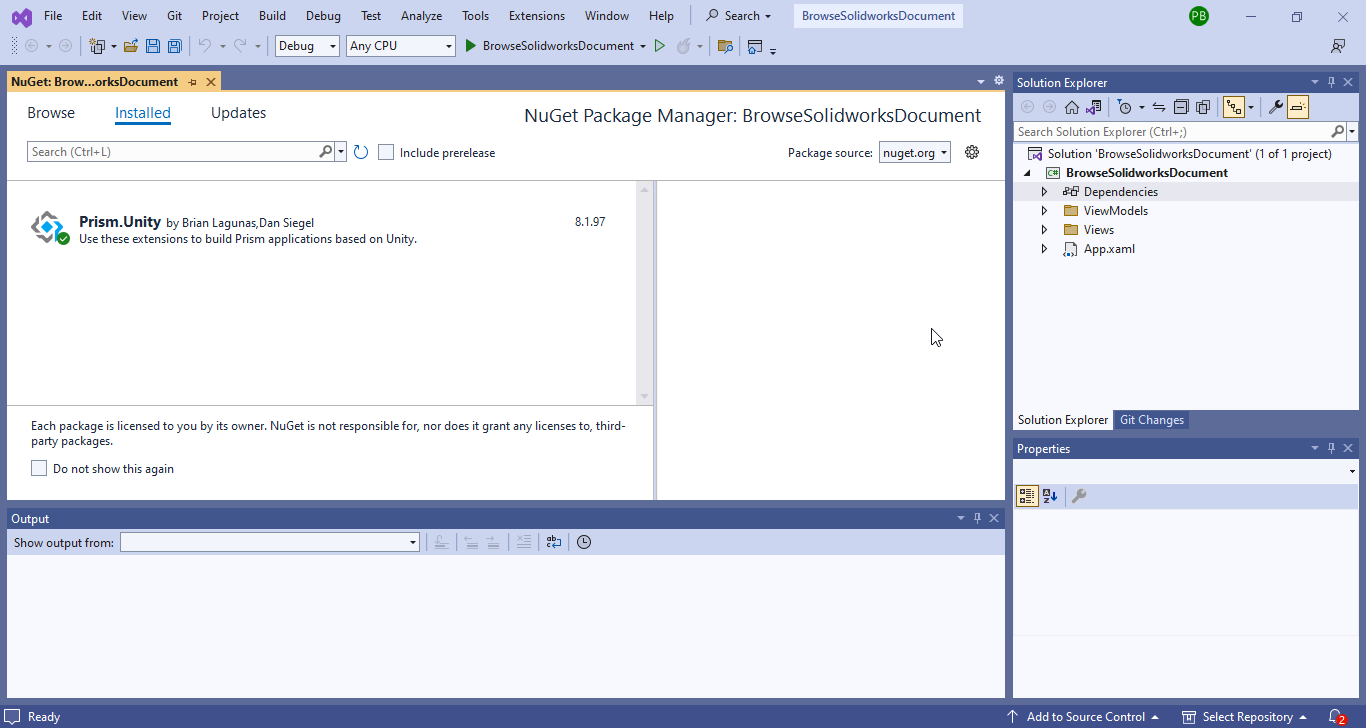 File Edit View Git Project Build Debug Test Analyze Tools Extensions Window Help Search BrowseSolidworksDocument PB
Debug Any CPU BrowseSolidworksDocument
NuGet: Brow...orksDocument
Browse Installed Updates NuGet Package Manager: BrowseSolidworksDocument
Search (Ctrl+L) Include prerelease Package source: nuget.org
Prism.Unity by Brian Lagunas,Dan Siegel 8.1.97
Use these extensions to build Prism applications based on Unity.
Each package is licensed to you by its owner. NuGet is not responsible for, nor does it grant any licenses to, third-
party packages.
Do not show this again
Output
Show output from:
Solution Explorer
Search Solution Explorer (Ctrl+;)
Solution 'BrowseSolidworksDocument' (1 of 1 project)
C# BrowseSolidworksDocument
Dependencies
ViewModels
Views
App.xaml
Solution Explorer Git Changes
Properties
Ready Add to Source Control Select Repository 2